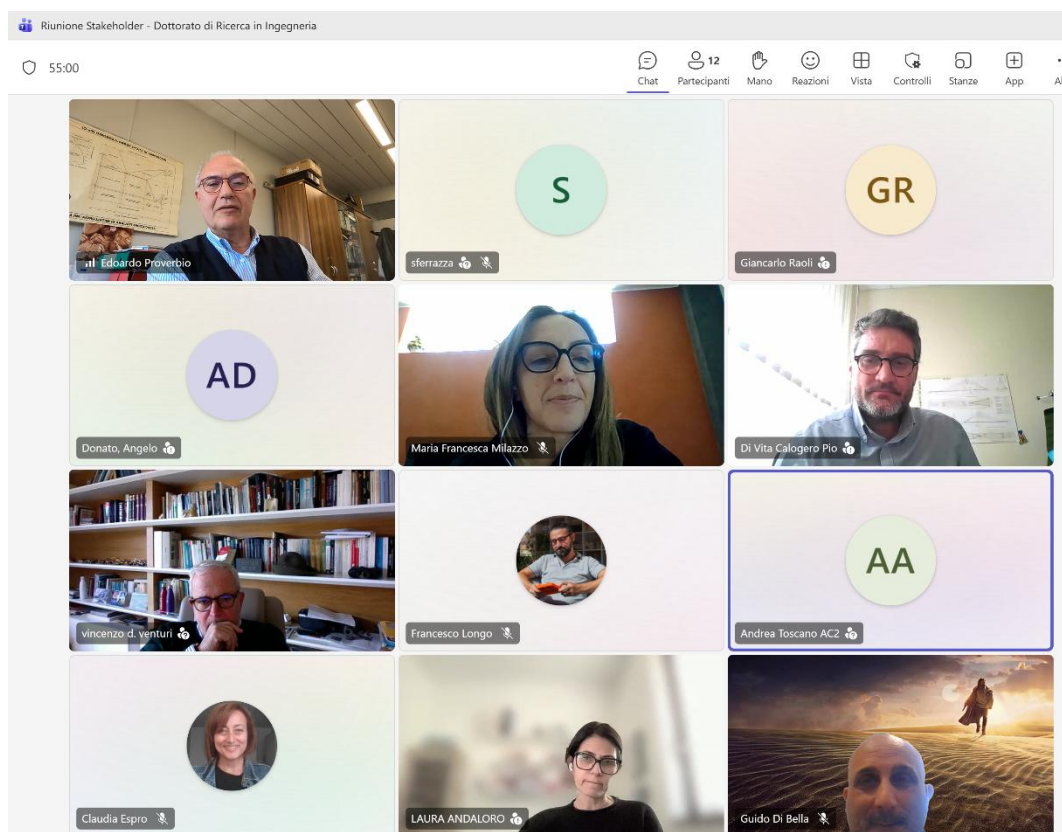 Riunione Stakeholder - Dottorato di Ricerca in Ingegneria
55:00
12
Chat
Partecipanti
Mano
Reazioni
Vista
Controlli
Stanze
App
Edoardo Proverbio
S
sferrazza
GR
Giancarlo Raoli
AD
Donato, Angelo
Maria Francesca Milazzo
Di Vita Calogero Pio
vincenzo d. venturi
Francesco Longo
AA
Andrea Toscano AC2
Claudia Espro
LAURA ANDALORO
Guido Di Bella